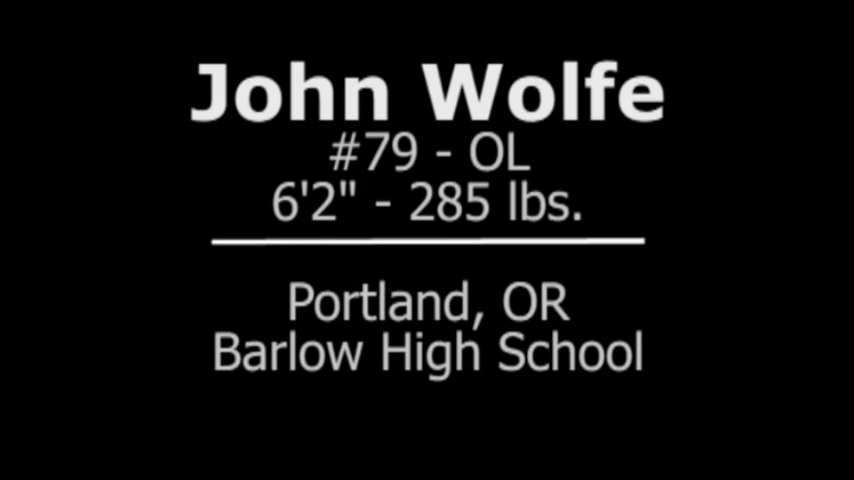 John Wolfe
#79 - OL
6'2" - 285 lbs.
Portland, OR
Barlow High School